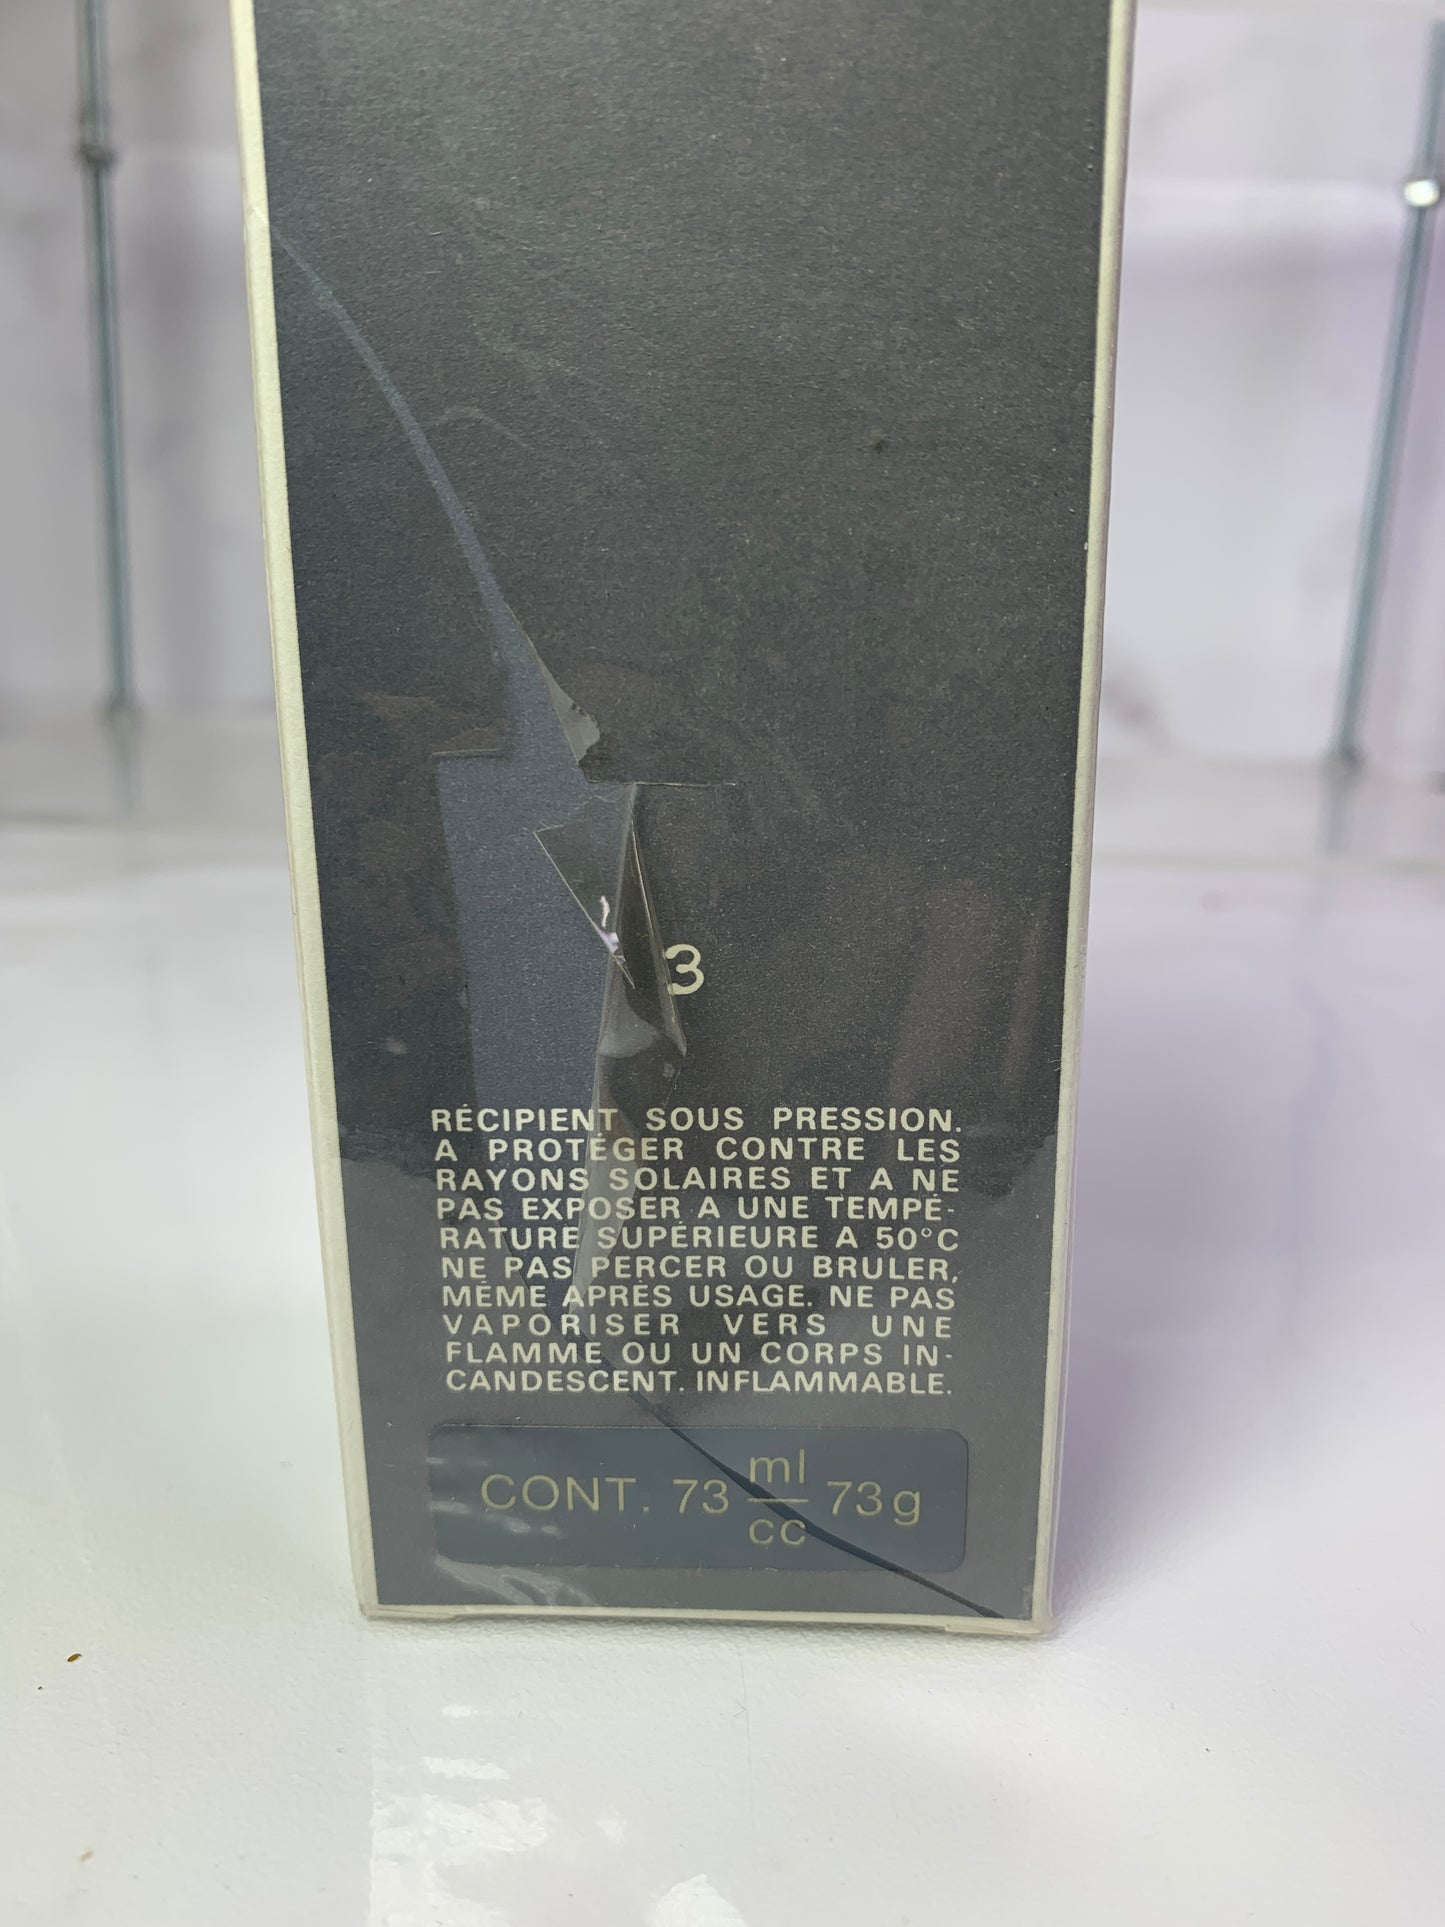 3
RÉCIPIENT SOUS PRESSION.
A PROTÉGER CONTRE LES
RAYONS SOLAIRES ET A NE
PAS EXPOSER A UNE TEMPÉ-
RATURE SUPÉRIEURE A 50°C
NE PAS PERCER OU BRULER,
MÊME APRÈS USAGE. NE PAS
VAPORISER VERS UNE
FLAMME OU UN CORPS IN-
CANDESCENT. INFLAMMABLE.
CONT. 73 ml/cc 73g